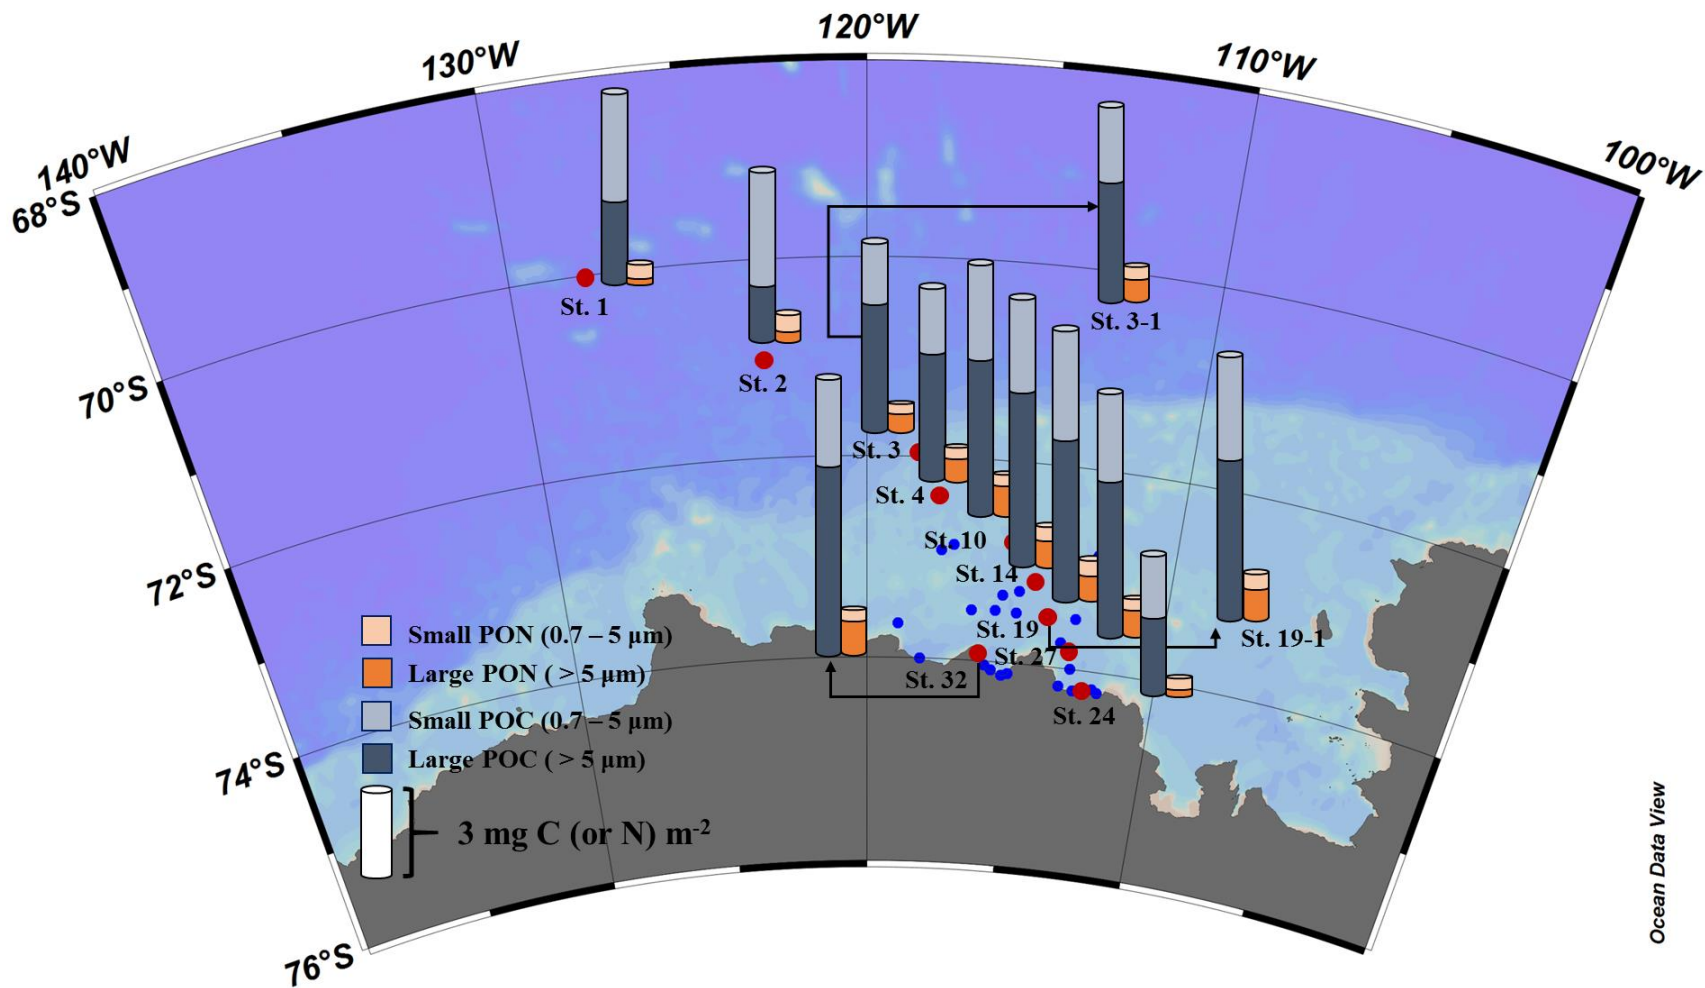 120°W
130°W
110°W
140°W
100°W
68°S
St. 1
St. 3-1
70°S
St. 2
St. 3
St. 4
St. 10
72°S
St. 14
St. 19
St. 19-1
St. 27
St. 32
St. 24
Small PON (0.7 – 5 μm)
Large PON ( > 5 μm)
Small POC (0.7 – 5 μm)
Large POC ( > 5 μm)
74°S
3 mg C (or N) m-2
76°S
Ocean Data View